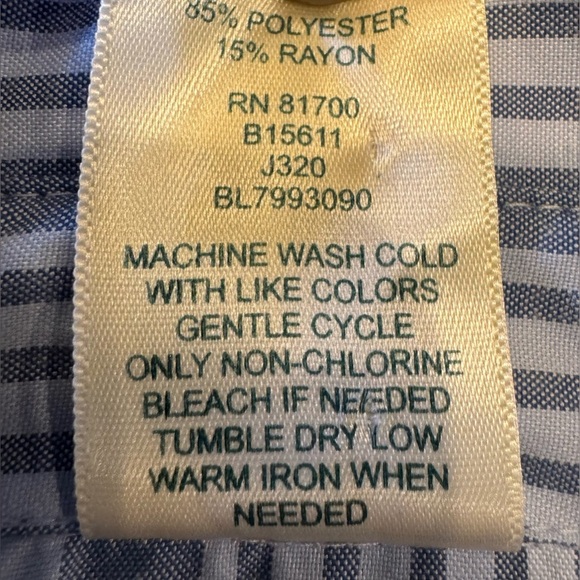 85% POLYESTER
15% RAYON
RN 81700
B15611
J320
BL7993090
MACHINE WASH COLD
WITH LIKE COLORS
GENTLE CYCLE
ONLY NON-CHLORINE
BLEACH IF NEEDED
TUMBLE DRY LOW
WARM IRON WHEN
NEEDED